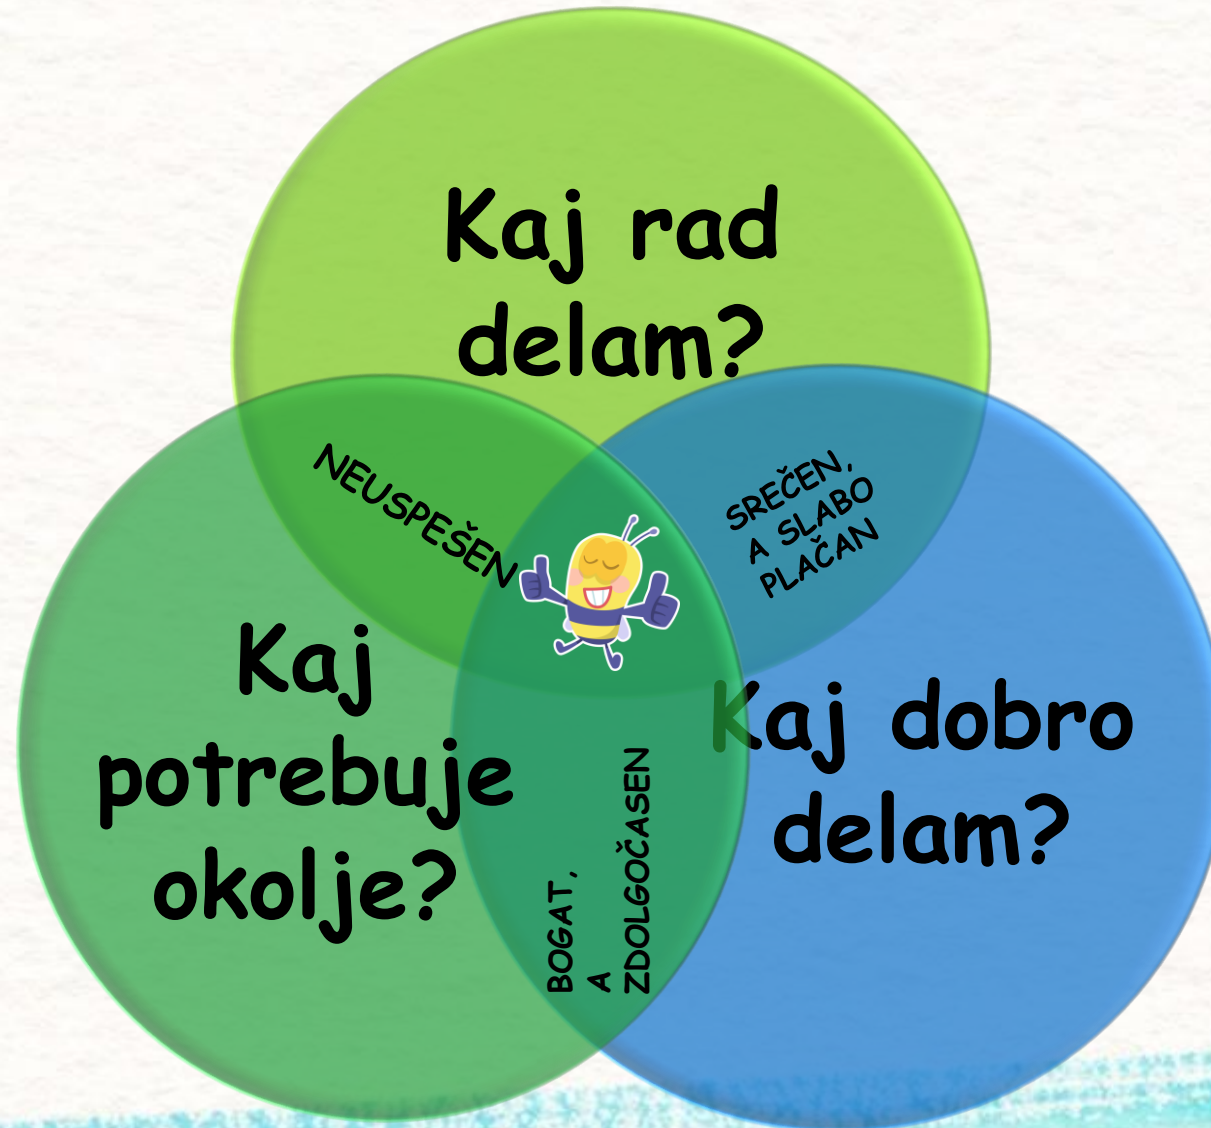 Kaj rad
delam?
NEUSPEŠEN
SREČEN,
A SLABO
PLAČAN
Kaj
potrebuje
okolje?
Kaj dobro
delam?
BOGAT,
A
ZDOLGOČASEN